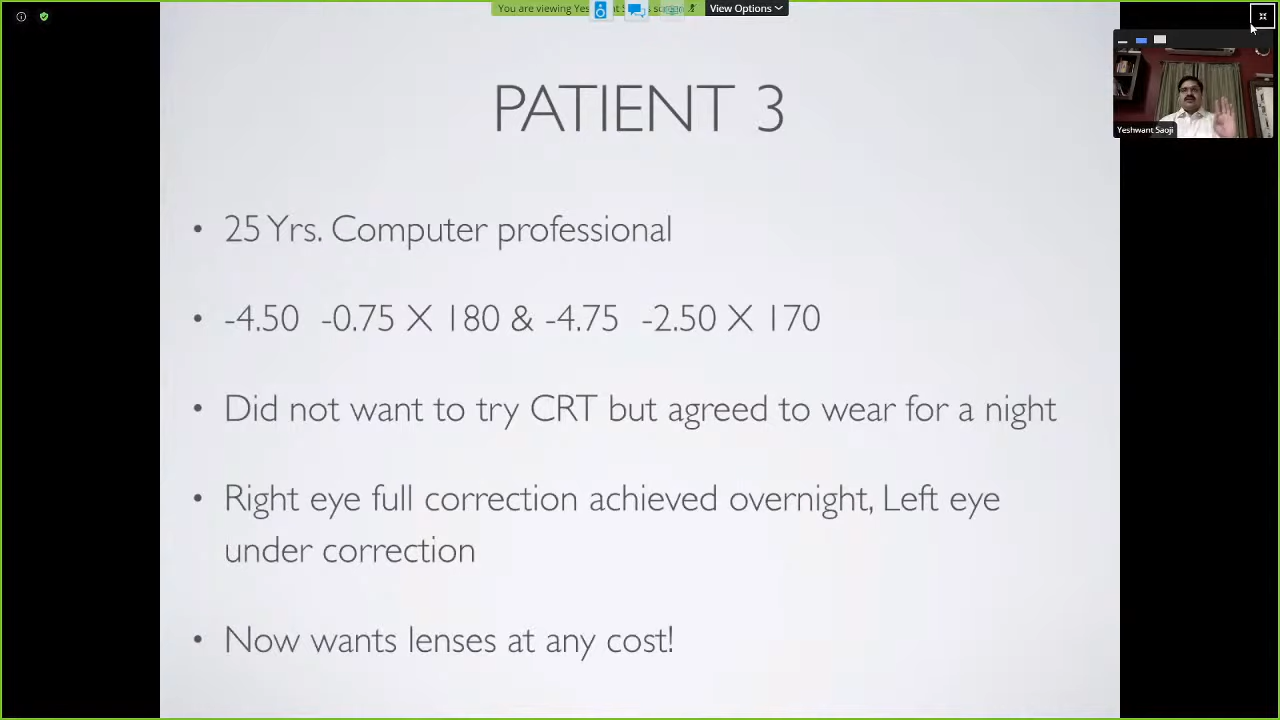 You are viewing Yes
screen
View Options
Yeshwant Saoji
PATIENT 3
• 25 Yrs. Computer professional
• -4.50 -0.75 X 180 & -4.75 -2.50 X 170
• Did not want to try CRT but agreed to wear for a night
• Right eye full correction achieved overnight, Left eye
under correction
• Now wants lenses at any cost!